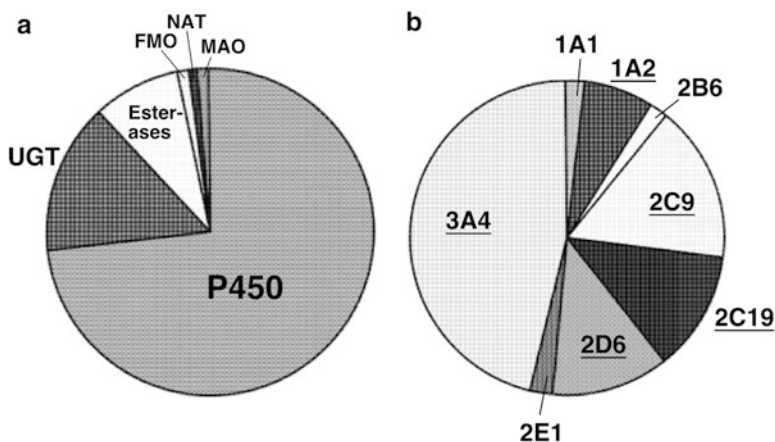 a
NAT
FMO
MAO
Ester-
ases
UGT
P450
b
1A1
1A2
2B6
2C9
3A4
2C19
2D6
2E1